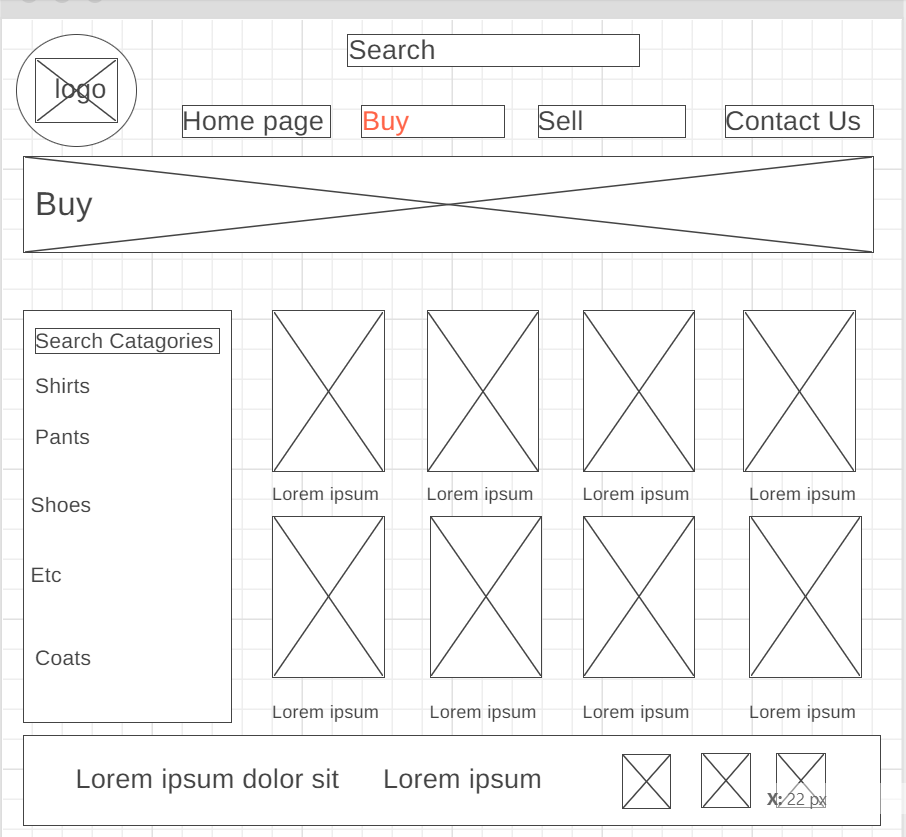 logo
Search
Home page
Buy
Sell
Contact Us
Buy
Search Catagories
Shirts
Pants
Shoes
Etc
Coats
Lorem ipsum
Lorem ipsum
Lorem ipsum
Lorem ipsum
Lorem ipsum
Lorem ipsum
Lorem ipsum
Lorem ipsum
Lorem ipsum dolor sit
Lorem ipsum
X: 22 px